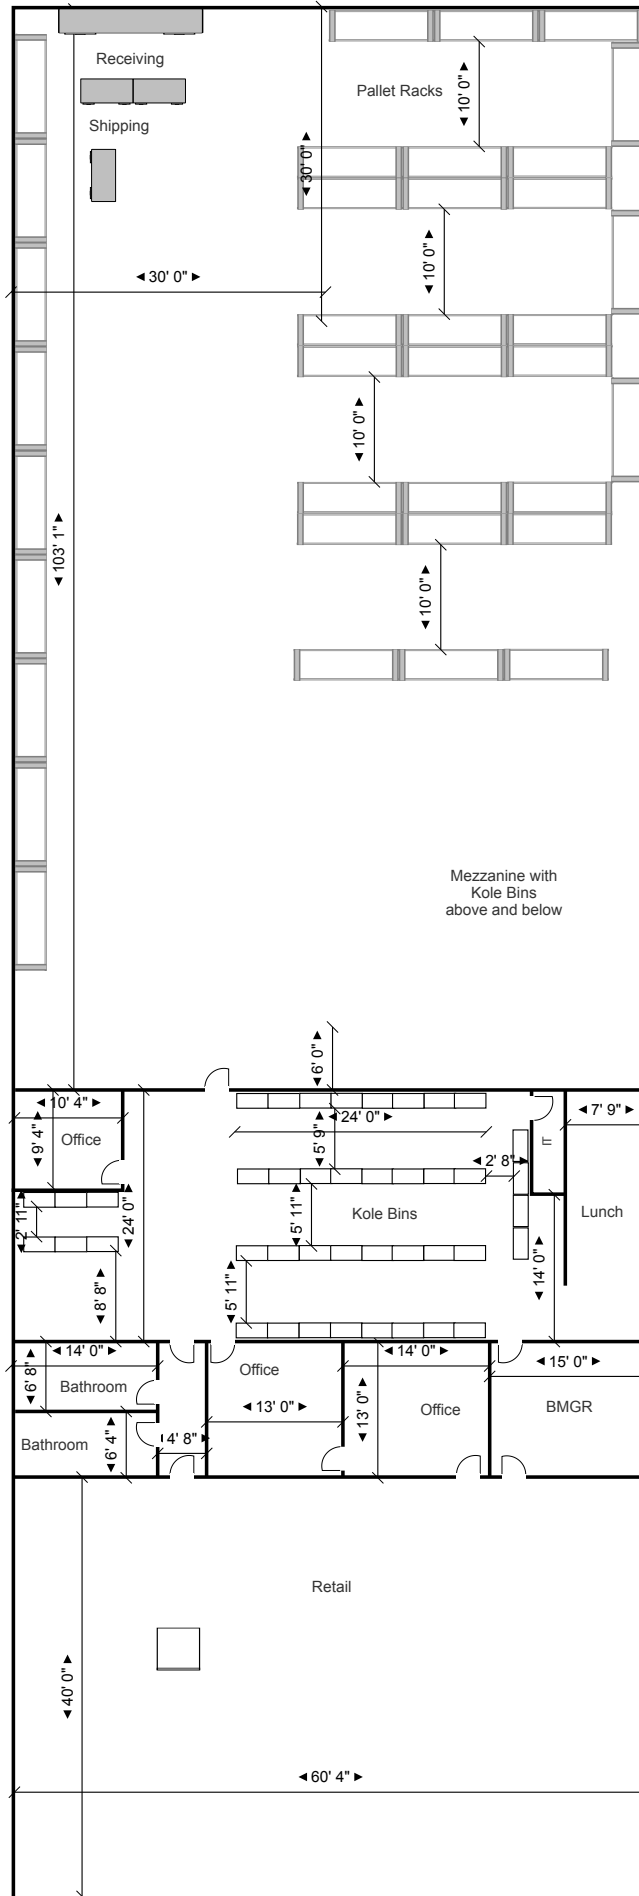 Receiving
Pallet Racks
◄ 10' 0" ►
Shipping
◄ 30' 0" ►
◄ 30' 0" ►
◄ 10' 0" ►
◄ 10' 0" ►
◄ 103' 1" ►
◄ 10' 0" ►
Mezzanine with
Kole Bins
above and below
◄ 6' 0" ►
◄ 10' 4" ►
◄ 24' 0" ►
◄ 7' 9" ►
Office
◄ 9' 4" ►
◄ 5' 9" ►
IT
◄ 2' 8" ►
◄ 2' 11" ►
◄ 24' 0" ►
◄ 5' 11" ►
Kole Bins
Lunch
◄ 8' 8" ►
◄ 5' 11" ►
◄ 14' 0" ►
◄ 14' 0" ►
◄ 14' 0" ►
◄ 15' 0" ►
◄ 6' 8" ►
Bathroom
Office
◄ 13' 0" ►
◄ 13' 0" ►
Office
BMGR
Bathroom
◄ 6' 4" ►
◄ 4' 8" ►
Retail
◄ 40' 0" ►
◄ 60' 4" ►